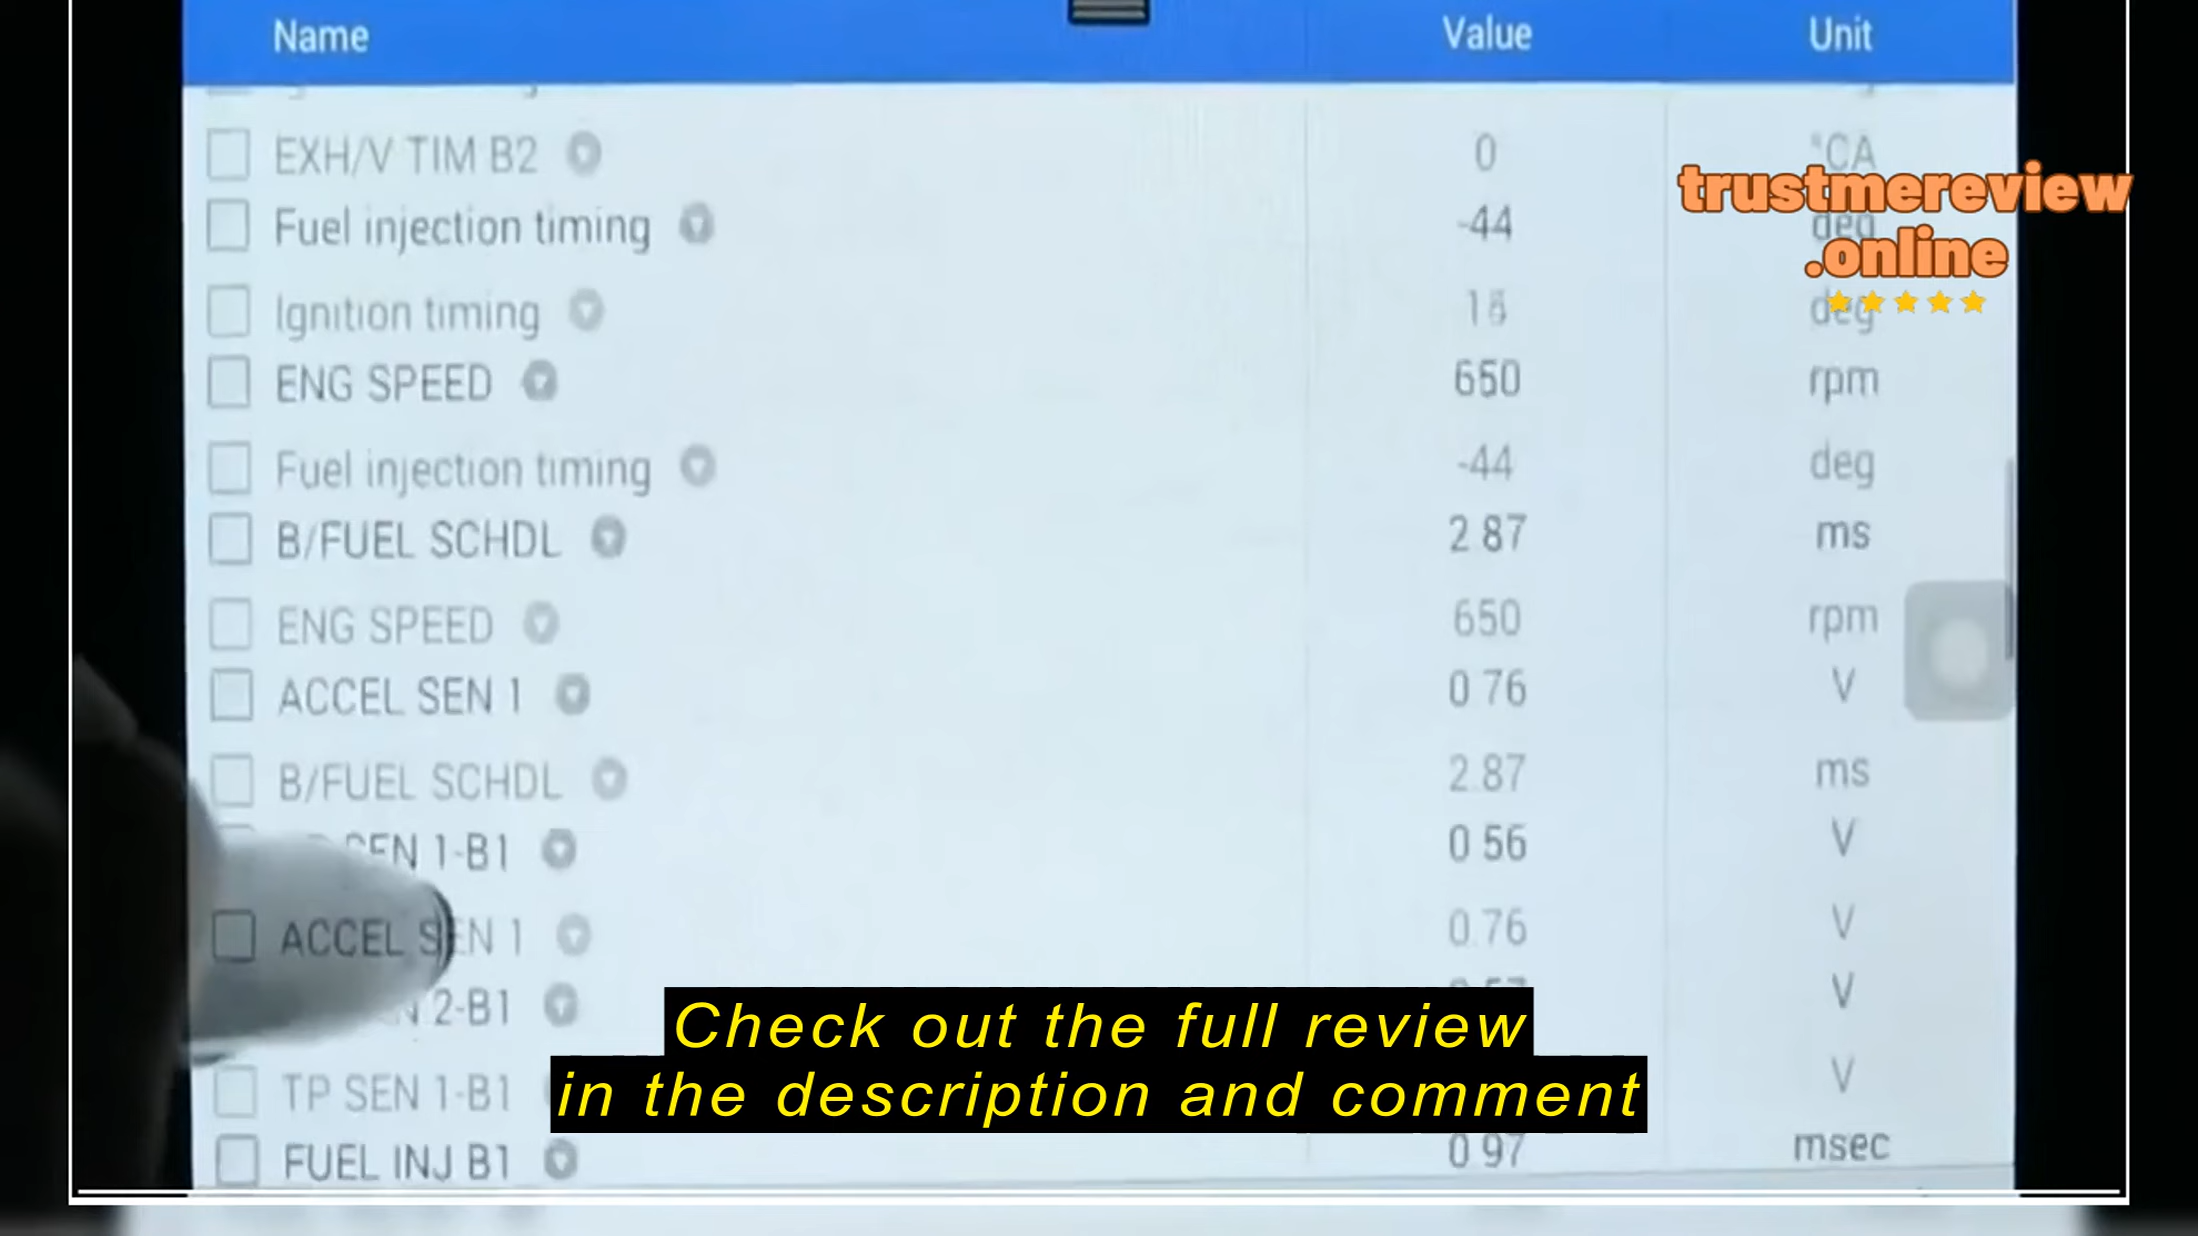 Name Value Unit
EXH/V TIM B2 0 °CA
Fuel injection timing -44 deg
Ignition timing deg
ENG SPEED 650 rpm
Fuel injection timing -44 deg
B/FUEL SCHDL 2 87 ms
ENG SPEED 650 rpm
ACCEL SEN 1 0 76 V
B/FUEL SCHDL 2.87 ms
1-B1 0 56 V
ACCEL SEN 1 0.76 V
2-B1 V
TP SEN 1-B1 V
FUEL INJ B1 0 97 msec
trustmereview
.online
Check out the full review
in the description and comment